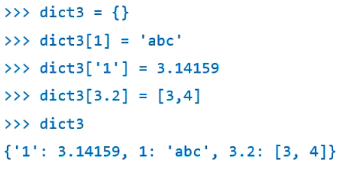 >>> dict3 = {}
>>> dict3[1] = 'abc'
>>> dict3['1'] = 3.14159
>>> dict3[3.2] = [3,4]
>>> dict3
{'1': 3.14159, 1: 'abc', 3.2: [3, 4]}